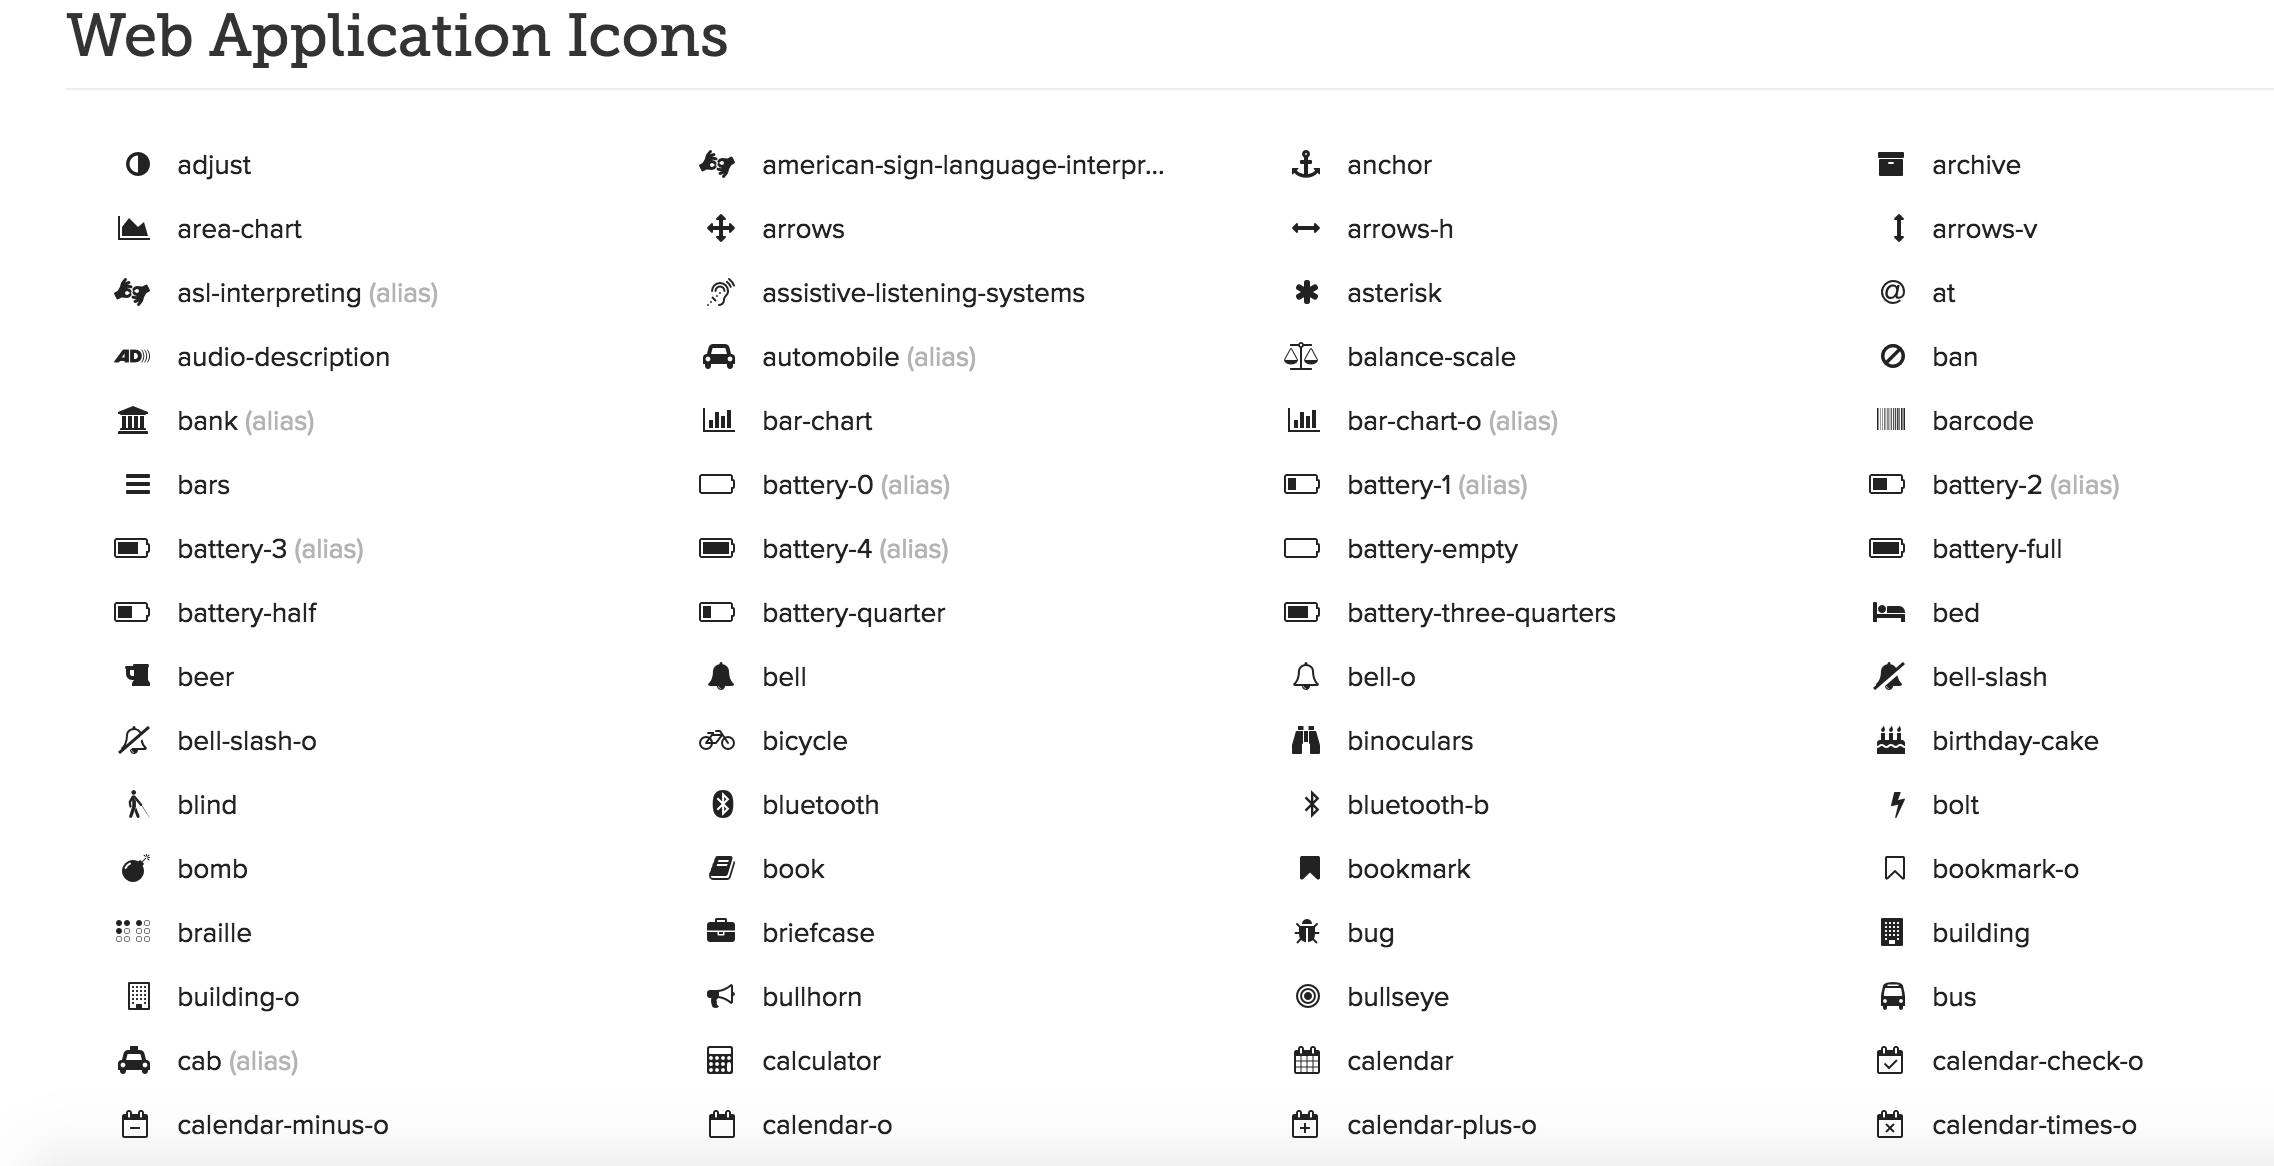 Web Application Icons
adjust american-sign-language-interpr... anchor archive
area-chart arrows arrows-h arrows-v
asl-interpreting (alias) assistive-listening-systems asterisk @ at
AD audio-description automobile (alias) balance-scale ban
bank (alias) bar-chart bar-chart-o (alias) barcode
bars battery-0 (alias) battery-1 (alias) battery-2 (alias)
battery-3 (alias) battery-4 (alias) battery-empty battery-full
battery-half battery-quarter battery-three-quarters bed
beer bell bell-o bell-slash
bell-slash-o bicycle binoculars birthday-cake
blind bluetooth bluetooth-b bolt
bomb book bookmark bookmark-o
braille briefcase bug building
building-o bullhorn bullseye bus
cab (alias) calculator calendar calendar-check-o
calendar-minus-o calendar-o calendar-plus-o calendar-times-o